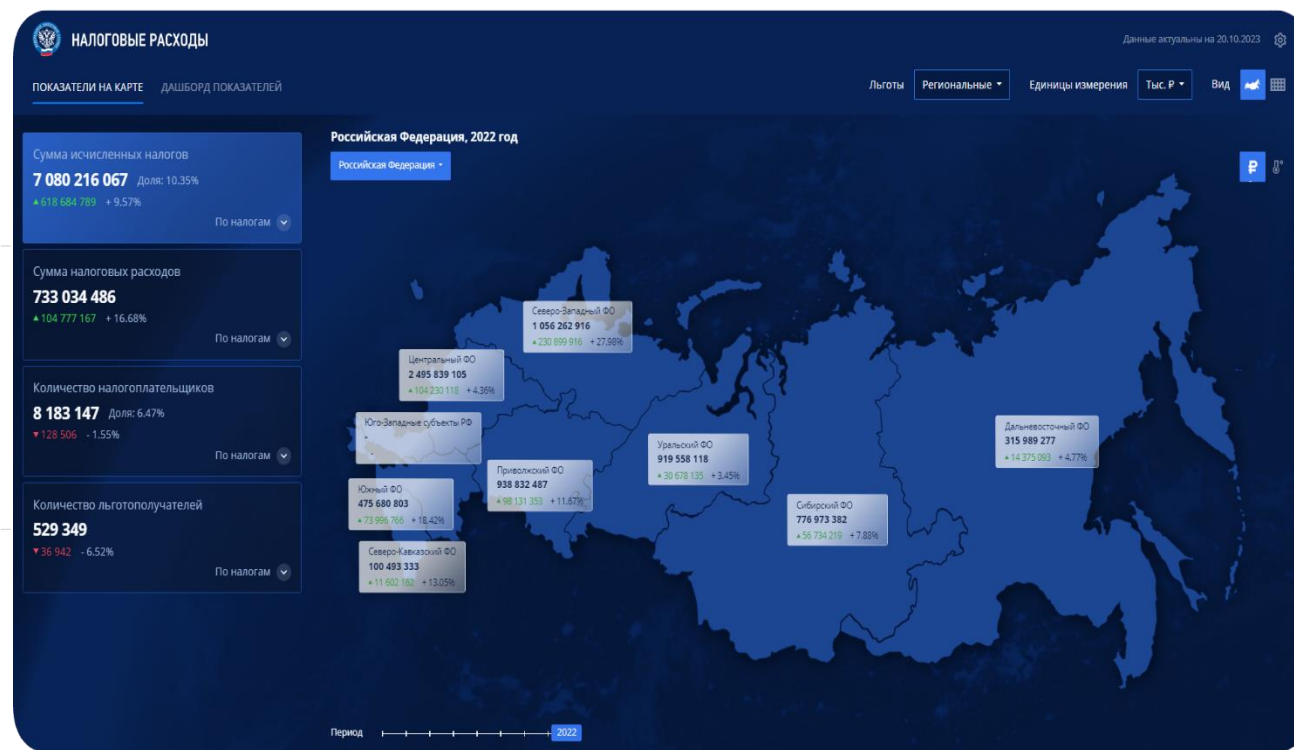 НАЛОГОВЫЕ РАСХОДЫ
Данные актуальны на 20.10.2023
ПОКАЗАТЕЛИ НА КАРТЕ ДАШБОРД ПОКАЗАТЕЛЕЙ
Льготы Региональные Единицы измерения Тыс. ₽ Вид
Сумма исчисленных налогов
7 080 216 067 Доля: 10.35%
▲618 684 789 + 9.57%
По налогам
Сумма налоговых расходов
733 034 486
▲104 777 167 + 16.68%
По налогам
Количество налогоплательщиков
8 183 147 Доля: 6.47%
▼128 506 - 1.55%
По налогам
Количество льготополучателей
529 349
▼36 942 - 6.52%
По налогам
Российская Федерация, 2022 год
Российская Федерация
₽
Северо-Западный ФО
1 056 262 916
▲230 899 916 + 27.98%
Центральный ФО
2 495 839 105
▲104 230 118 + 4.36%
Юго-Западные субъекты РФ
-
-
Приволжский ФО
938 832 487
▲98 131 353 + 11.67%
Южный ФО
475 680 803
▲73 996 766 + 18.42%
Северо-Кавказский ФО
100 493 333
▲11 602 162 + 13.05%
Уральский ФО
919 558 118
▲30 678 135 + 3.45%
Сибирский ФО
776 973 382
▲56 734 219 + 7.88%
Дальневосточный ФО
315 989 277
▲14 375 093 + 4.77%
Период 2022